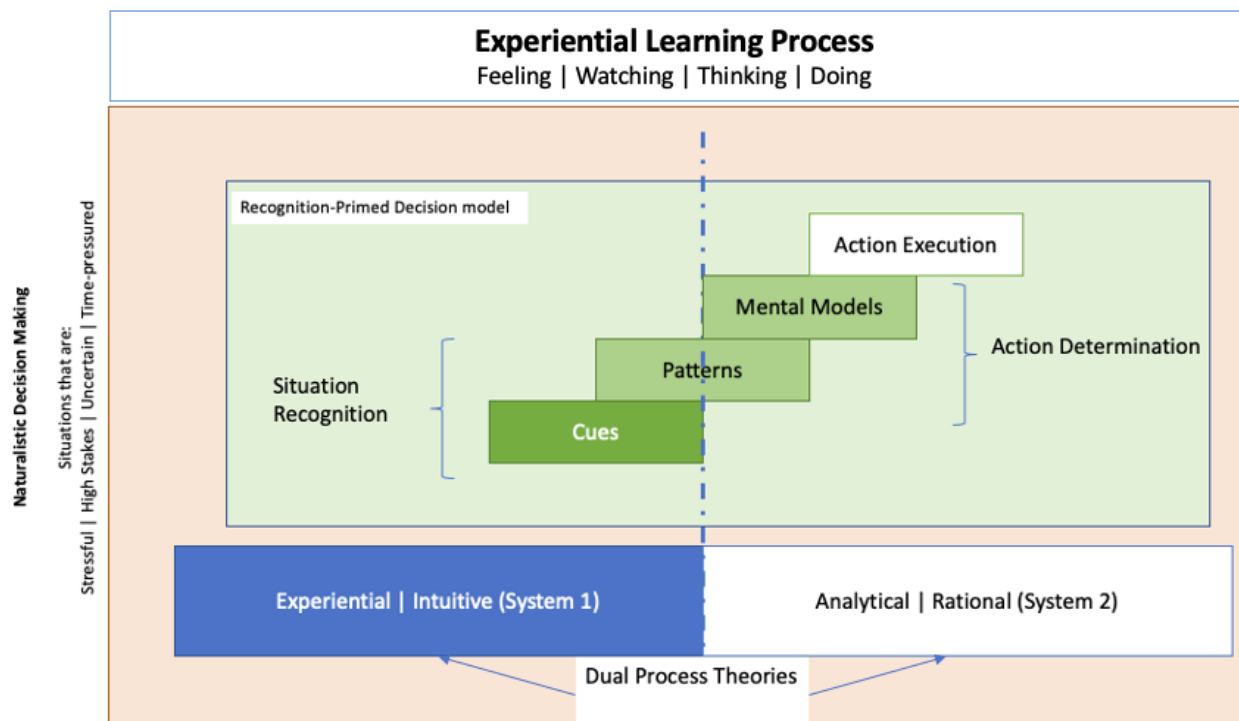 Experiential Learning Process
Feeling | Watching | Thinking | Doing
Naturalistic Decision Making
Situations that are:
Stressful | High Stakes | Uncertain | Time-pressured
Recognition-Primed Decision model
Action Execution
Mental Models
Action Determination
Patterns
Situation
Recognition
Cues
Experiential | Intuitive (System 1)
Analytical | Rational (System 2)
Dual Process Theories